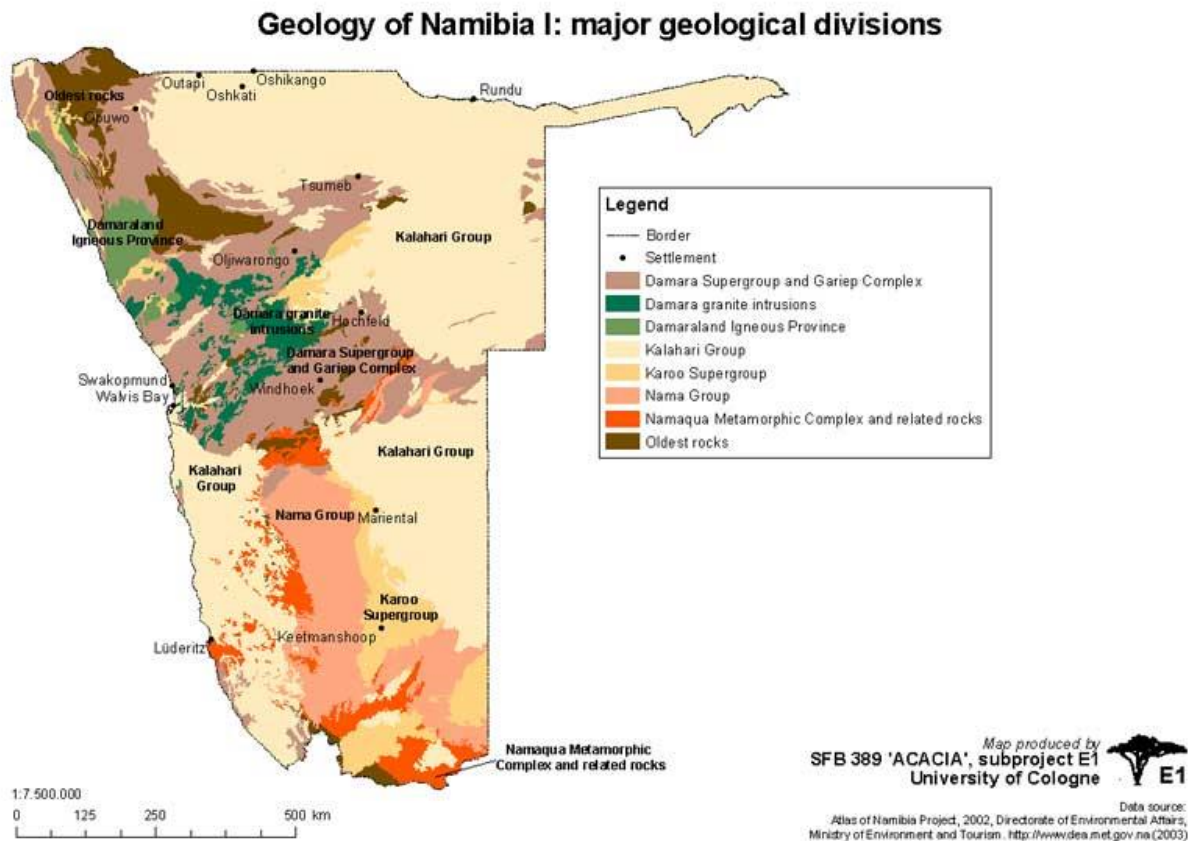 Geology of Namibia I: major geological divisions
Outapi
Oshikango
Oshkati
Rundu
Oldest rocks
Opuwo
Tsumeb
Damaraland
Igneous Province
Kalahari Group
Otjiwarongo
Damara granite
intrusions
Hochfeld
Damara Supergroup
and Gariep Complex
Swakopmund
Walvis Bay
Windhoek
Kalahari
Group
Kalahari Group
Nama Group
Mariental
Karoo
Supergroup
Keetmanshoop
Lüderitz
Namaqua Metamorphic
Complex and related rocks
Legend
Border
Settlement
Damara Supergroup and Gariep Complex
Damara granite intrusions
Damaraland Igneous Province
Kalahari Group
Karoo Supergroup
Nama Group
Namaqua Metamorphic Complex and related rocks
Oldest rocks
1:7.500.000
0 125 250 500 km
Map produced by
SFB 389 'ACACIA', subproject E1
University of Cologne
E1
Data source:
Atlas of Namibia Project, 2002, Directorate of Environmental Affairs,
Ministry of Environment and Tourism. http://www.dea.met.gov.na (2003)